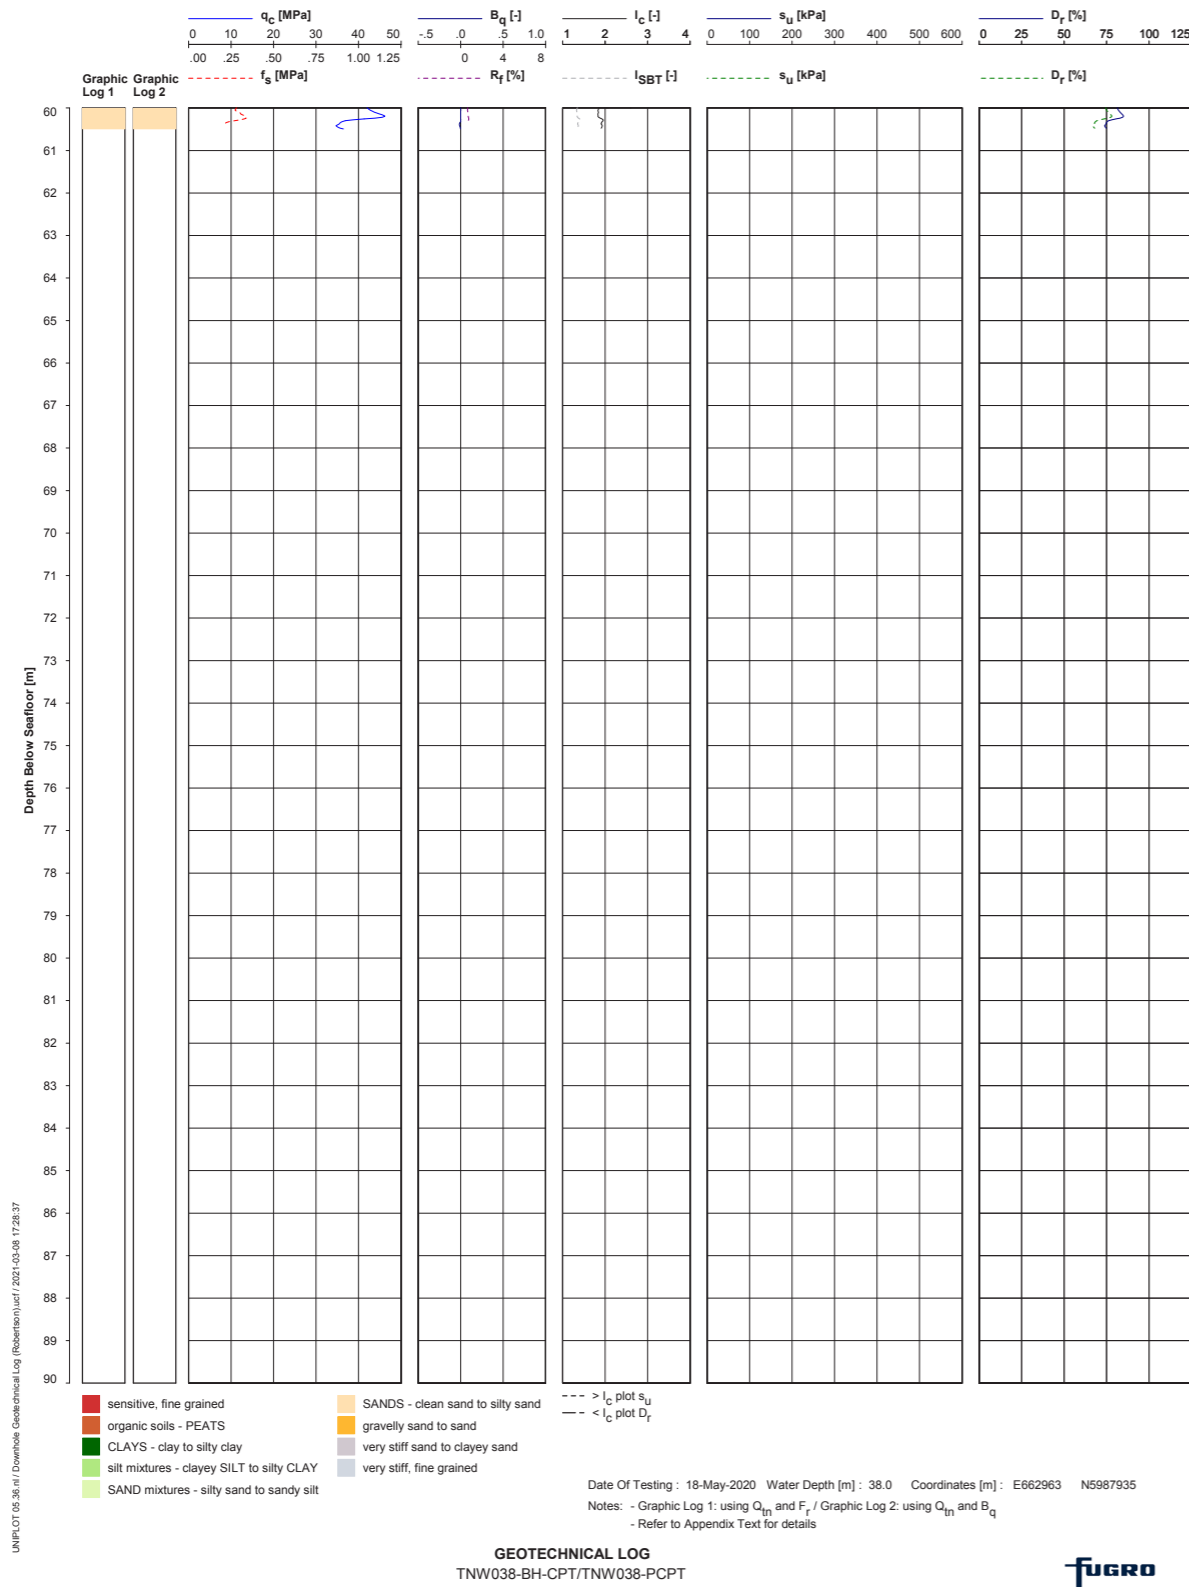 qc [MPa] Bq [-] Ic [-] su [kPa] Dr [%]
0 10 20 30 40 50 -.5 .0 .5 1.0 1 2 3 4 0 100 200 300 400 500 600 0 25 50 75 100 125
.00 .25 .50 .75 1.00 1.25 0 4 8
fs [MPa] Rf [%] ISBT [-] su [kPa] Dr [%]
Graphic Log 1
Graphic Log 2
Depth Below Seafloor [m]
60
61
62
63
64
65
66
67
68
69
70
71
72
73
74
75
76
77
78
79
80
81
82
83
84
85
86
87
88
89
90
sensitive, fine grained
organic soils - PEATS
CLAYS - clay to silty clay
silt mixtures - clayey SILT to silty CLAY
SAND mixtures - silty sand to sandy silt
SANDS - clean sand to silty sand
gravelly sand to sand
very stiff sand to clayey sand
very stiff, fine grained
> Ic plot su
< Ic plot Dr
Date Of Testing : 18-May-2020 Water Depth [m] : 38.0 Coordinates [m] : E662963 N5987935
Notes: - Graphic Log 1: using Qtn and Fr / Graphic Log 2: using Qtn and Bq
- Refer to Appendix Text for details
GEOTECHNICAL LOG
TNW038-BH-CPT/TNW038-PCPT
FUGRO
UNIPLOT 05.36.nl / Downhole Geotechnical Log (Robertson).ucf / 2021-03-08 17:28:37